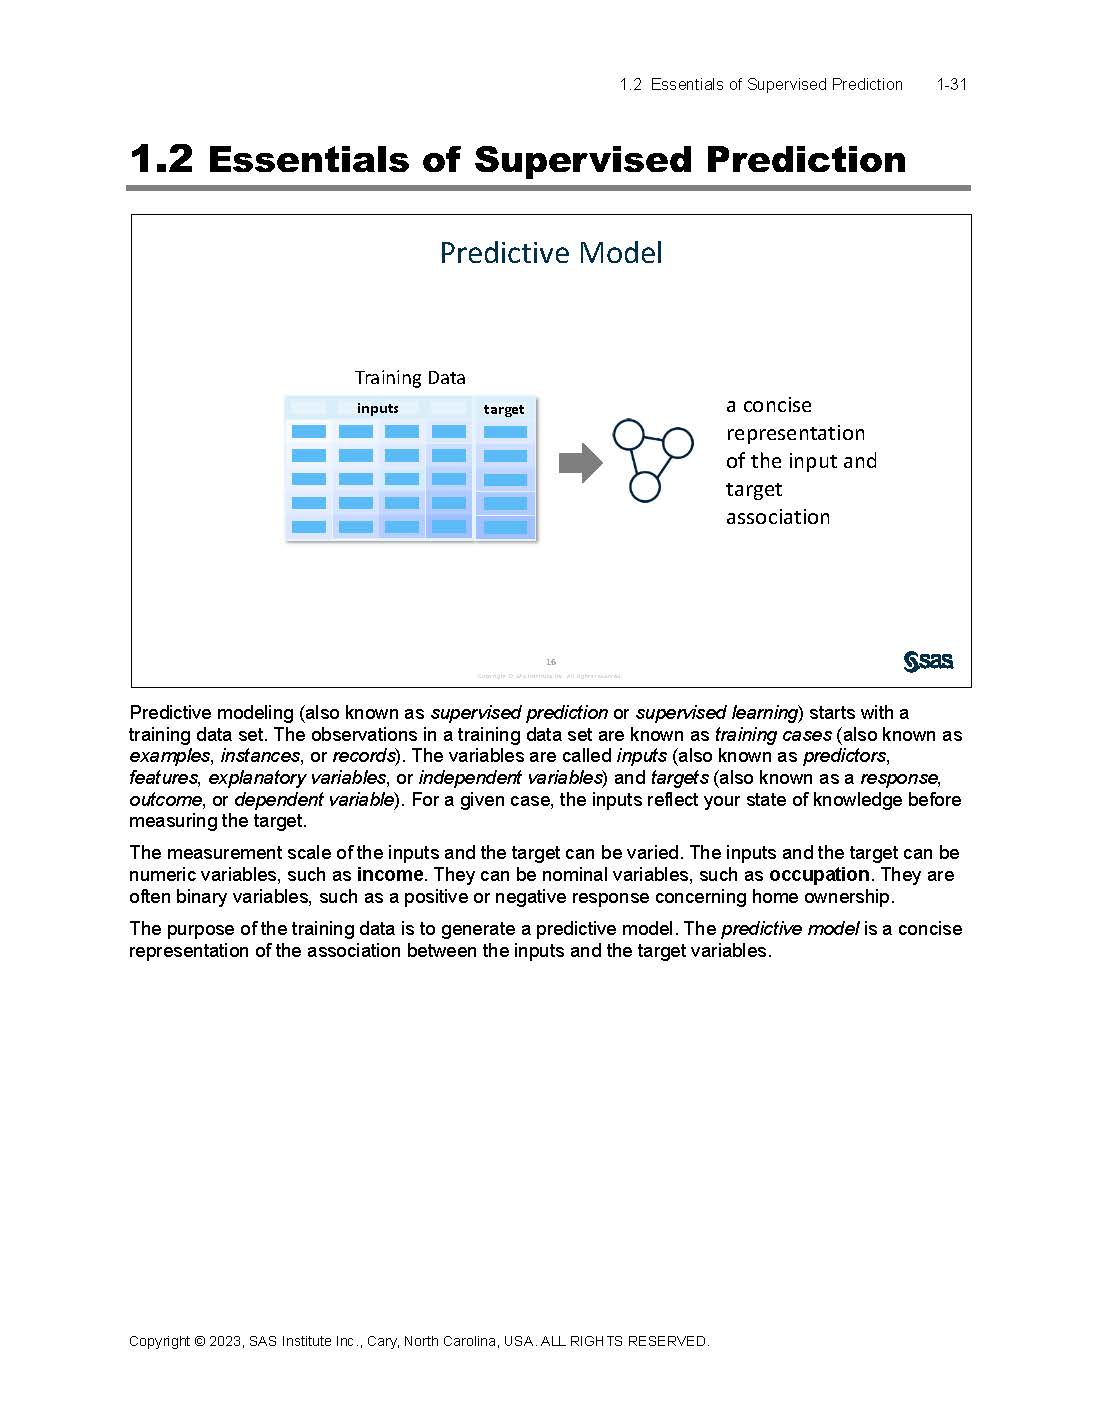 1.2 Essentials of Supervised Prediction 1-31
1.2 Essentials of Supervised Prediction
Predictive Model
Training Data
inputs target
a concise
representation
of the input and
target
association
16
Copyright © SAS Institute Inc. All rights reserved.
sas
Predictive modeling (also known as supervised prediction or supervised learning) starts with a
training data set. The observations in a training data set are known as training cases (also known as
examples, instances, or records). The variables are called inputs (also known as predictors,
features, explanatory variables, or independent variables) and targets (also known as a response,
outcome, or dependent variable). For a given case, the inputs reflect your state of knowledge before
measuring the target.
The measurement scale of the inputs and the target can be varied. The inputs and the target can be
numeric variables, such as income. They can be nominal variables, such as occupation. They are
often binary variables, such as a positive or negative response concerning home ownership.
The purpose of the training data is to generate a predictive model. The predictive model is a concise
representation of the association between the inputs and the target variables.
Copyright © 2023, SAS Institute Inc., Cary, North Carolina, USA. ALL RIGHTS RESERVED.